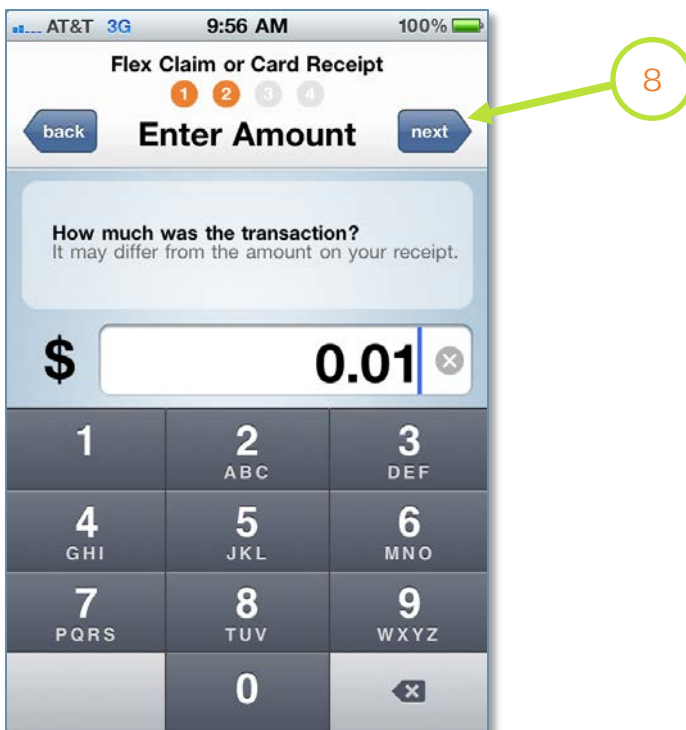 AT&T 3G 9:56 AM 100%
Flex Claim or Card Receipt
1 2 3 4
back Enter Amount next
8
How much was the transaction?
It may differ from the amount on your receipt.
$ 0.01
1 2 3
ABC DEF
4 5 6
GHI JKL MNO
7 8 9
PQRS TUV WXYZ
0